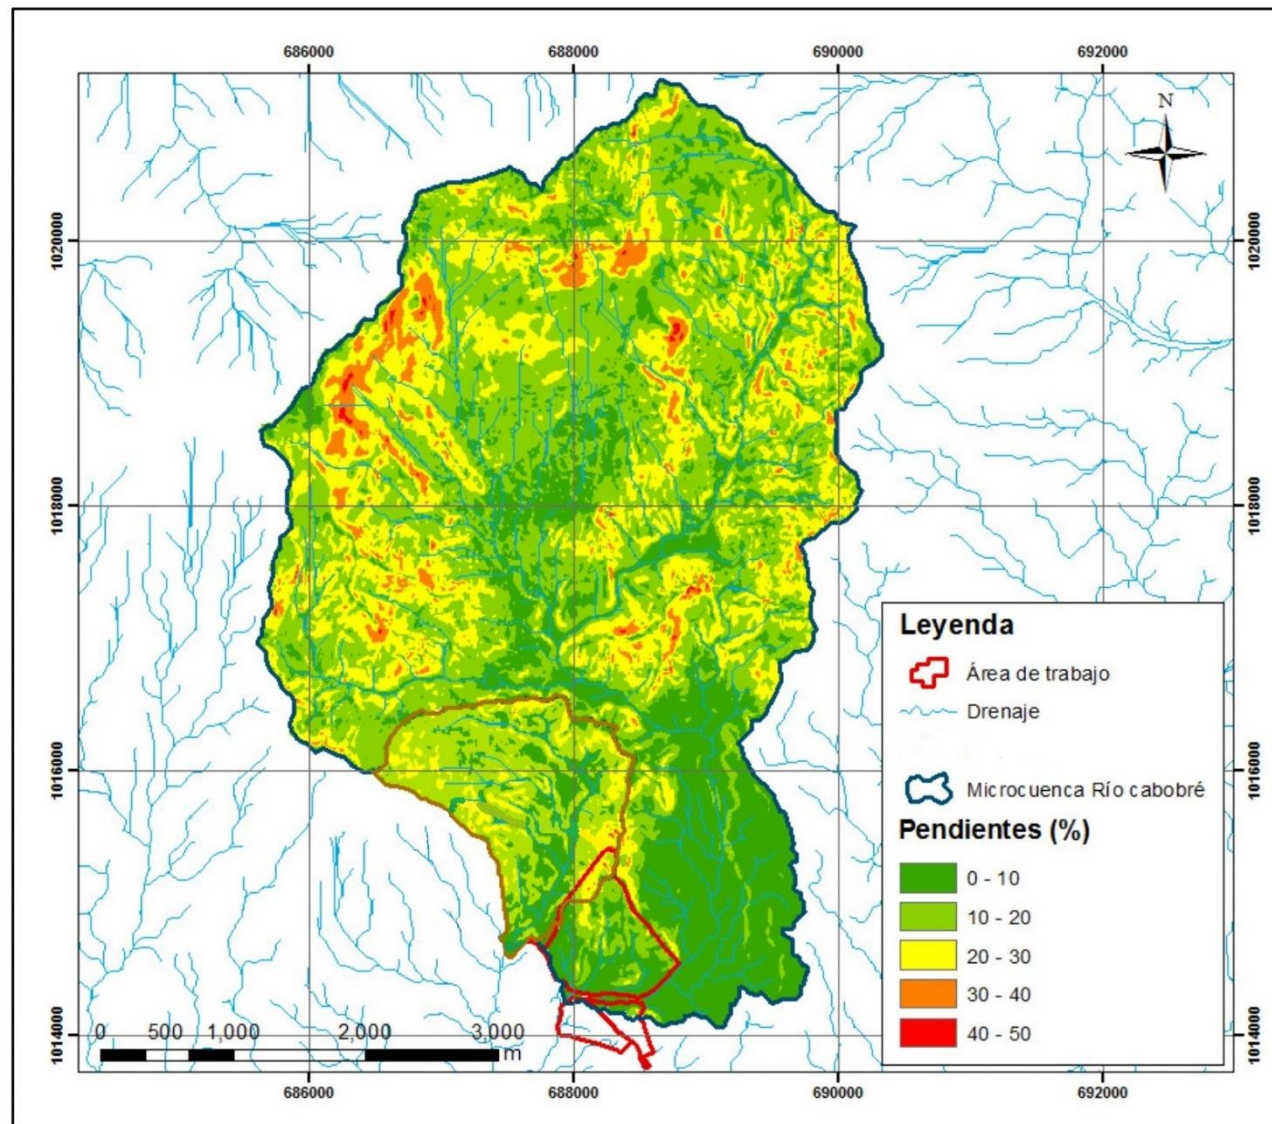 686000 688000 690000 692000
N
1020000 1020000
1018000 1018000
1016000 1016000
1014000 1014000
Leyenda
Área de trabajo
Drenaje
Microcuenca Río cabobré
Pendientes (%)
0 - 10
10 - 20
20 - 30
30 - 40
40 - 50
0 500 1,000 2,000 3,000
m
686000 688000 690000 692000